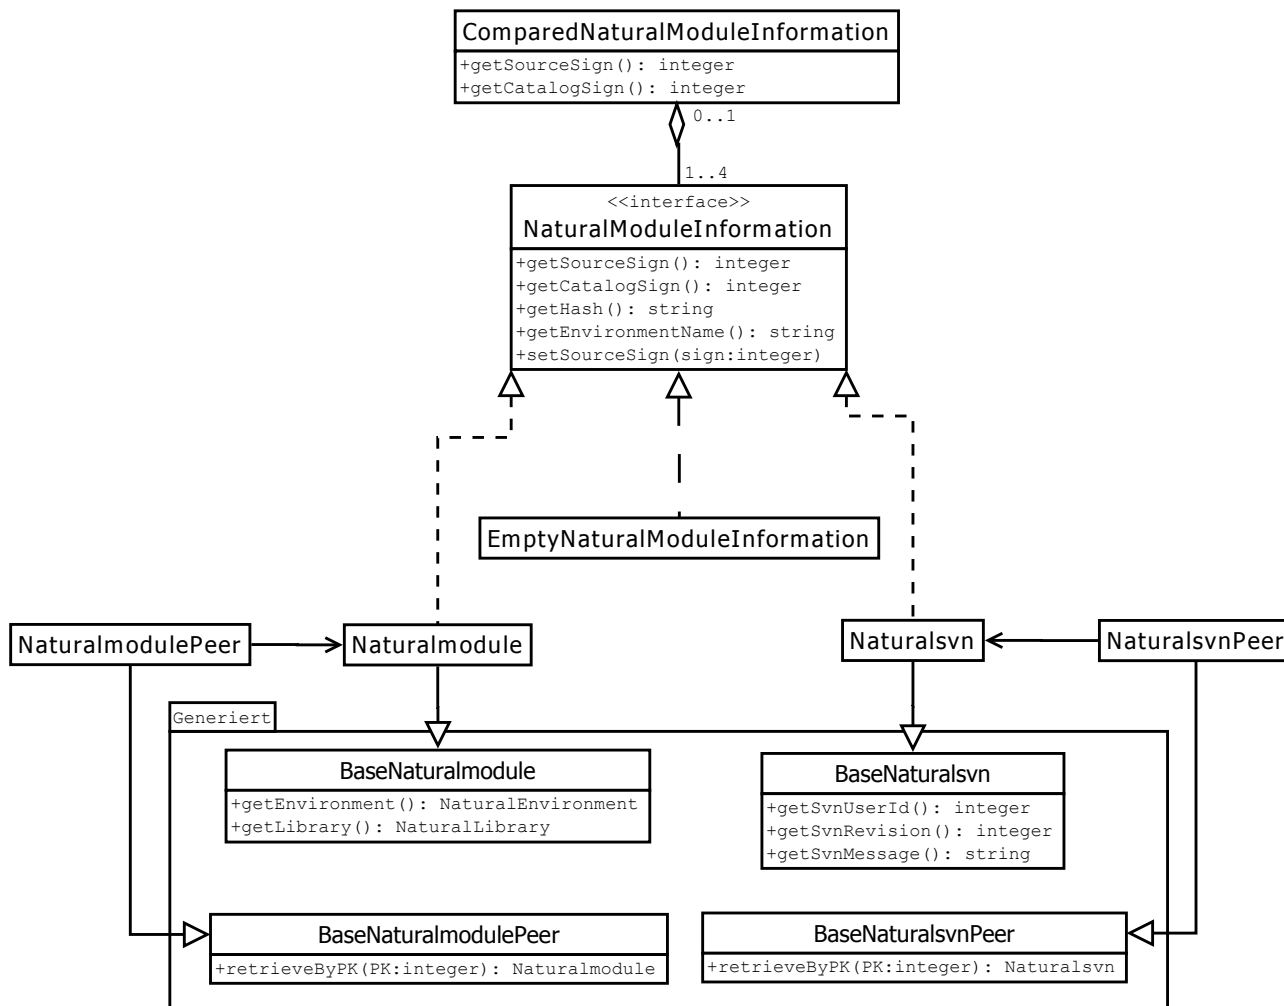 ComparedNaturalModuleInformation
+getSourceSign(): integer
+getCatalogSign(): integer
0..1
1..4
<<interface>>
NaturalModuleInformation
+getSourceSign(): integer
+getCatalogSign(): integer
+getHash(): string
+getEnvironmentName(): string
+setSourceSign(sign:integer)
EmptyNaturalModuleInformation
NaturalmodulePeer
Naturalmodule
Naturalsvn
NaturalsvnPeer
Generiert
BaseNaturalmodule
+getEnvironment(): NaturalEnvironment
+getLibrary(): NaturalLibrary
BaseNaturalsvn
+getSvnUserId(): integer
+getSvnRevision(): integer
+getSvnMessage(): string
BaseNaturalmodulePeer
+retrieveByPK(PK:integer): Naturalmodule
BaseNaturalsvnPeer
+retrieveByPK(PK:integer): Naturalsvn